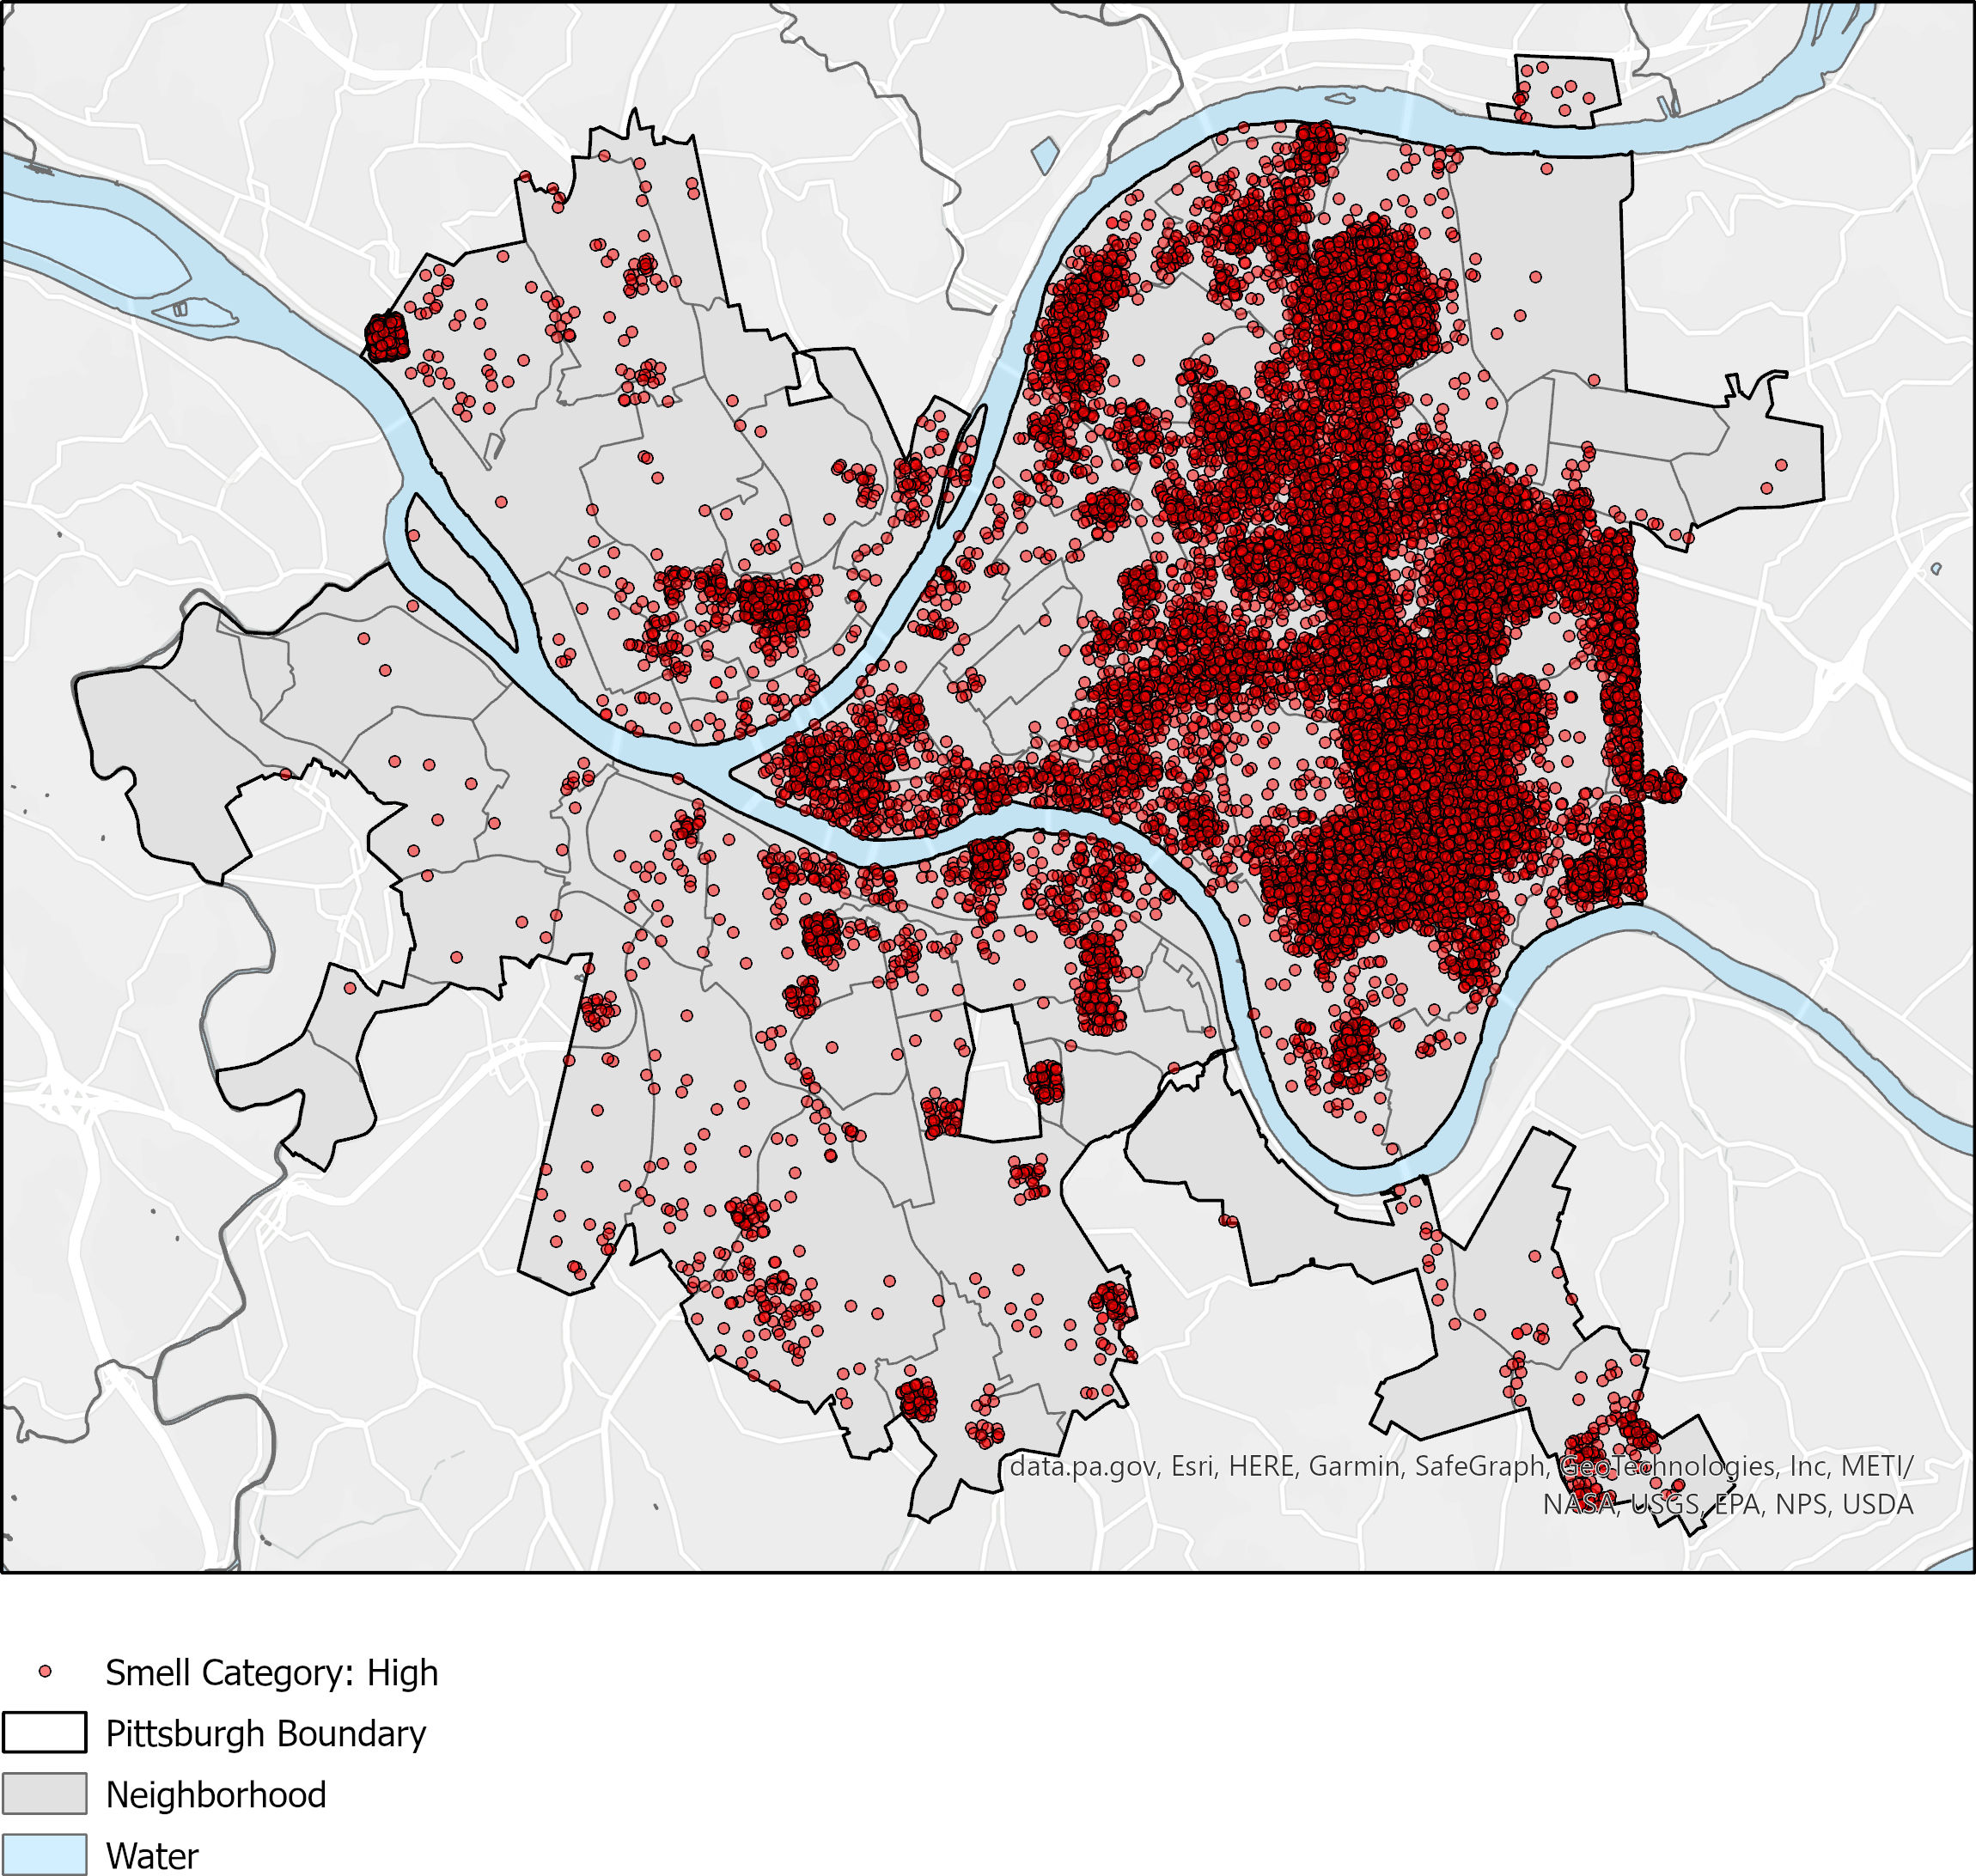 data.pa.gov, Esri, HERE, Garmin, SafeGraph, GeoTechnologies, Inc, METI/
NASA, USGS, EPA, NPS, USDA
Smell Category: High
Pittsburgh Boundary
Neighborhood
Water